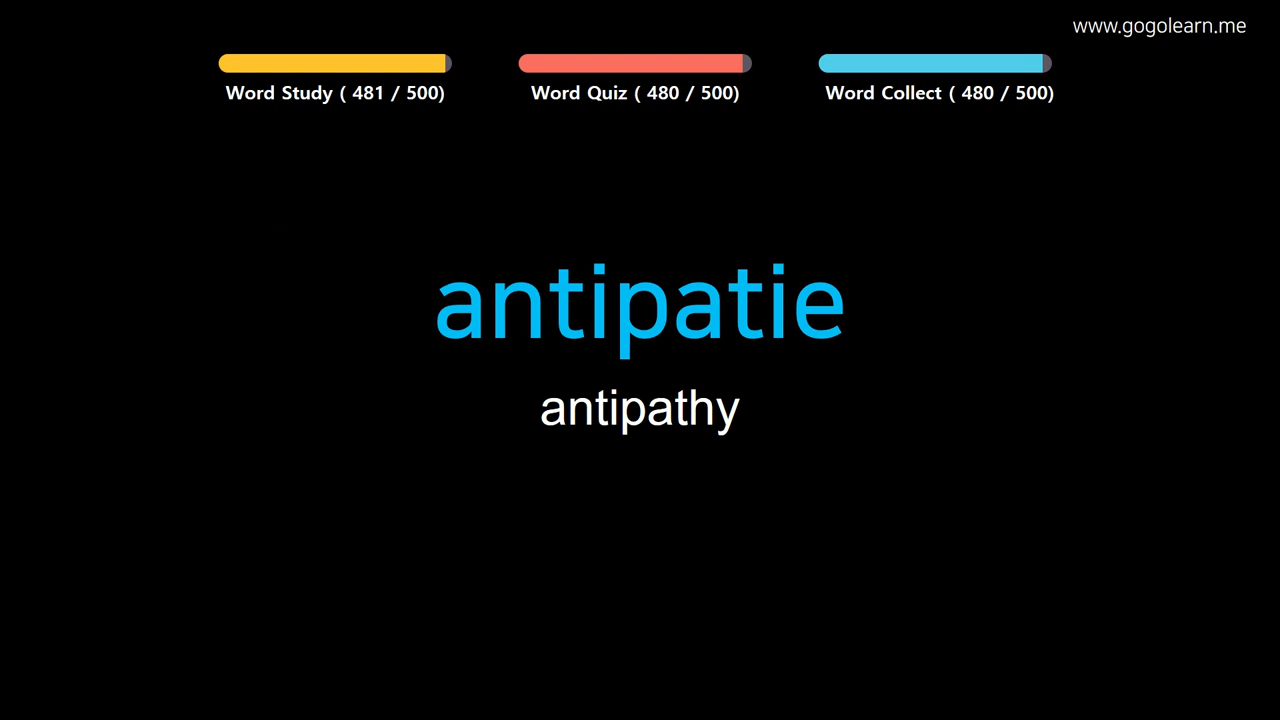 www.gogolearn.me
Word Study ( 481 / 500)
Word Quiz ( 480 / 500)
Word Collect ( 480 / 500)
antipatie
antipathy